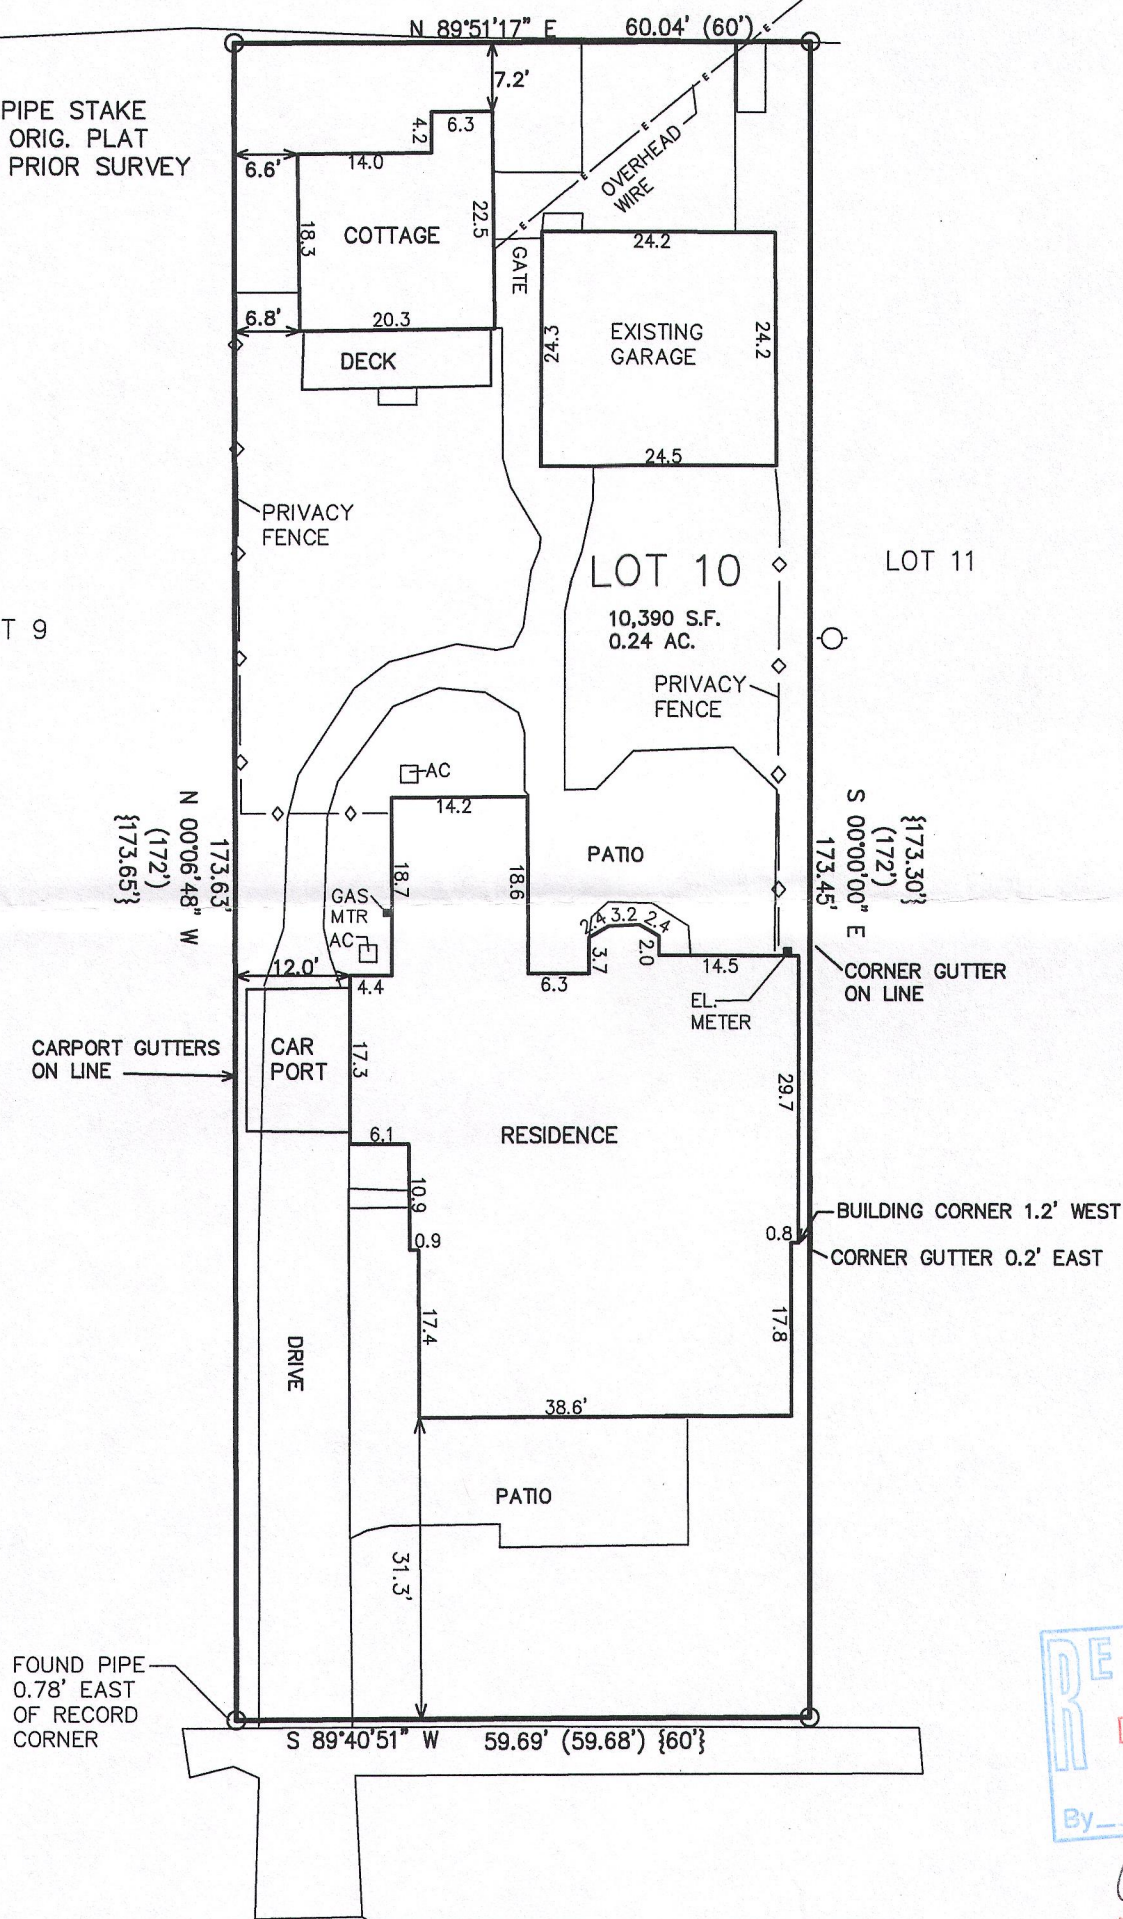 N 89°51'17" E 60.04' (60')
7.2'
PIPE STAKE
ORIG. PLAT
PRIOR SURVEY
4.2
6.3
6.6'
14.0
OVERHEAD
WIRE
18.3
COTTAGE
22.5
GATE
24.2
6.8'
20.3
DECK
24.3
EXISTING
GARAGE
24.2
24.5
PRIVACY
FENCE
LOT 10
10,390 S.F.
0.24 AC.
LOT 11
T 9
PRIVACY
FENCE
AC
14.2
N 00°06'48" W
173.63'
(172')
{173.65'}
S 00°00'00" E
173.45'
(172')
{173.30'}
PATIO
18.7
18.6
GAS
MTR
AC
2.4
3.2
2.4
3.7
2.0
14.5
12.0'
4.4
6.3
EL.
METER
CORNER GUTTER
ON LINE
CARPORT GUTTERS
ON LINE
CAR
PORT
17.3
29.7
6.1
RESIDENCE
10.9
0.9
0.8
BUILDING CORNER 1.2' WEST
CORNER GUTTER 0.2' EAST
17.4
17.8
DRIVE
38.6'
PATIO
31.3'
FOUND PIPE
0.78' EAST
OF RECORD
CORNER
S 89°40'51" W 59.69' (59.68') {60'}
RE
By
E
E
E
E
E